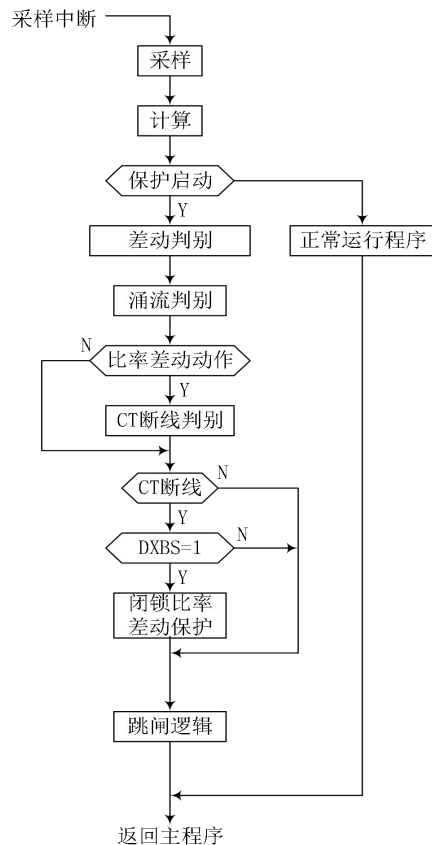 采样中断
采样
计算
保护启动
Y
差动判别
正常运行程序
涌流判别
N
比率差动动作
Y
CT断线判别
CT断线
N
Y
DXBS=1
N
Y
闭锁比率
差动保护
跳闸逻辑
返回主程序